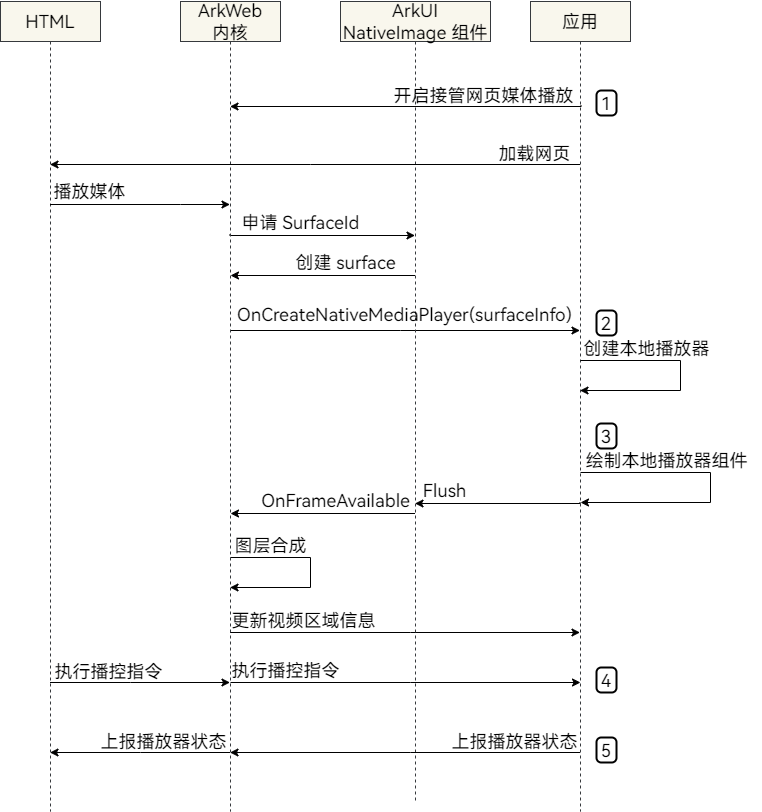 HTML
ArkWeb
内核
ArkUI
NativeImage 组件
应用
开启接管网页媒体播放
1
加载网页
播放媒体
申请 SurfaceId
创建 surface
OnCreateNativeMediaPlayer(surfaceInfo)
2
创建本地播放器
3
绘制本地播放器组件
Flush
OnFrameAvailable
图层合成
更新视频区域信息
执行播控指令
执行播控指令
4
上报播放器状态
上报播放器状态
5